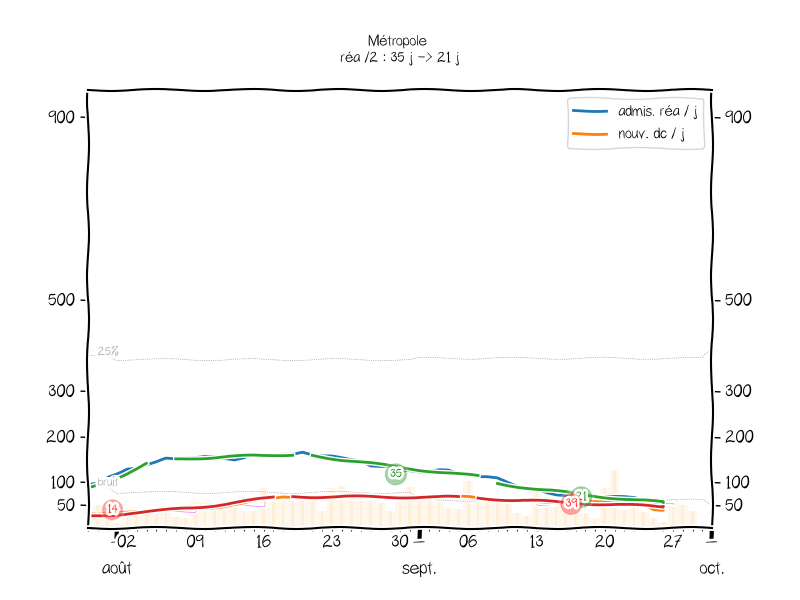 Métropole
réa /2 : 35 j -> 21 j
admis. réa / j
nouv. dc / j
900
900
500
500
25%
300
300
200
200
100
bruit
100
50
50
35
21
39
14
02 09 16 23 30 06 13 20 27
août sept. oct.